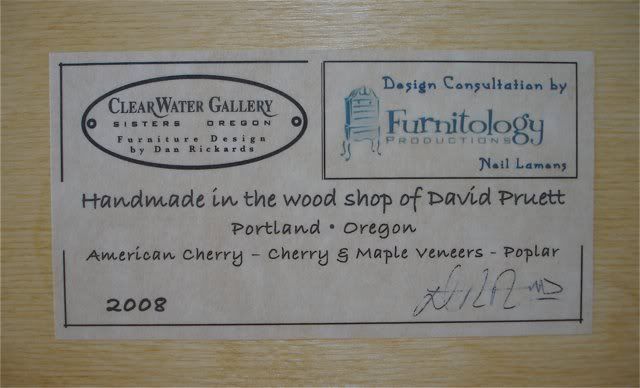 CLEARWATER GALLERY
SISTERS OREGON
Furniture Design
by Dan Rickards
Design Consultation by
Furnitology
PRODUCTIONS
Neil Lamens
Handmade in the wood shop of David Pruett
Portland • Oregon
American Cherry – Cherry & Maple Veneers - Poplar
2008